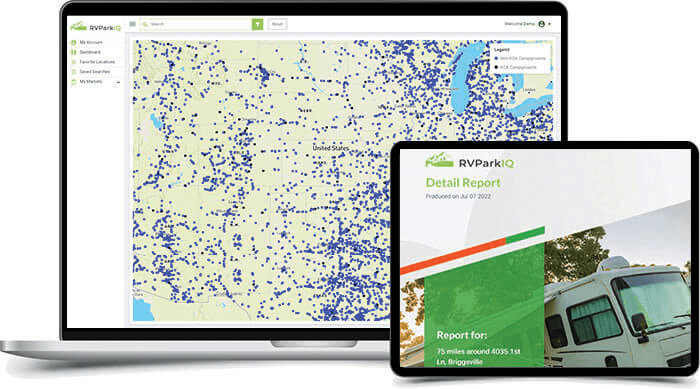 RVParkIQ
Search
Reset
Welcome Demo
My Account
Dashboard
Favorite Locations
Saved Searches
My Markets
Legend
Non KOA Campgrounds
KOA Campgrounds
United States
RVParkIQ
Detail Report
Produced on Jul 07 2022
Report for:
75 miles around 4035 1st
Ln, Briggsville